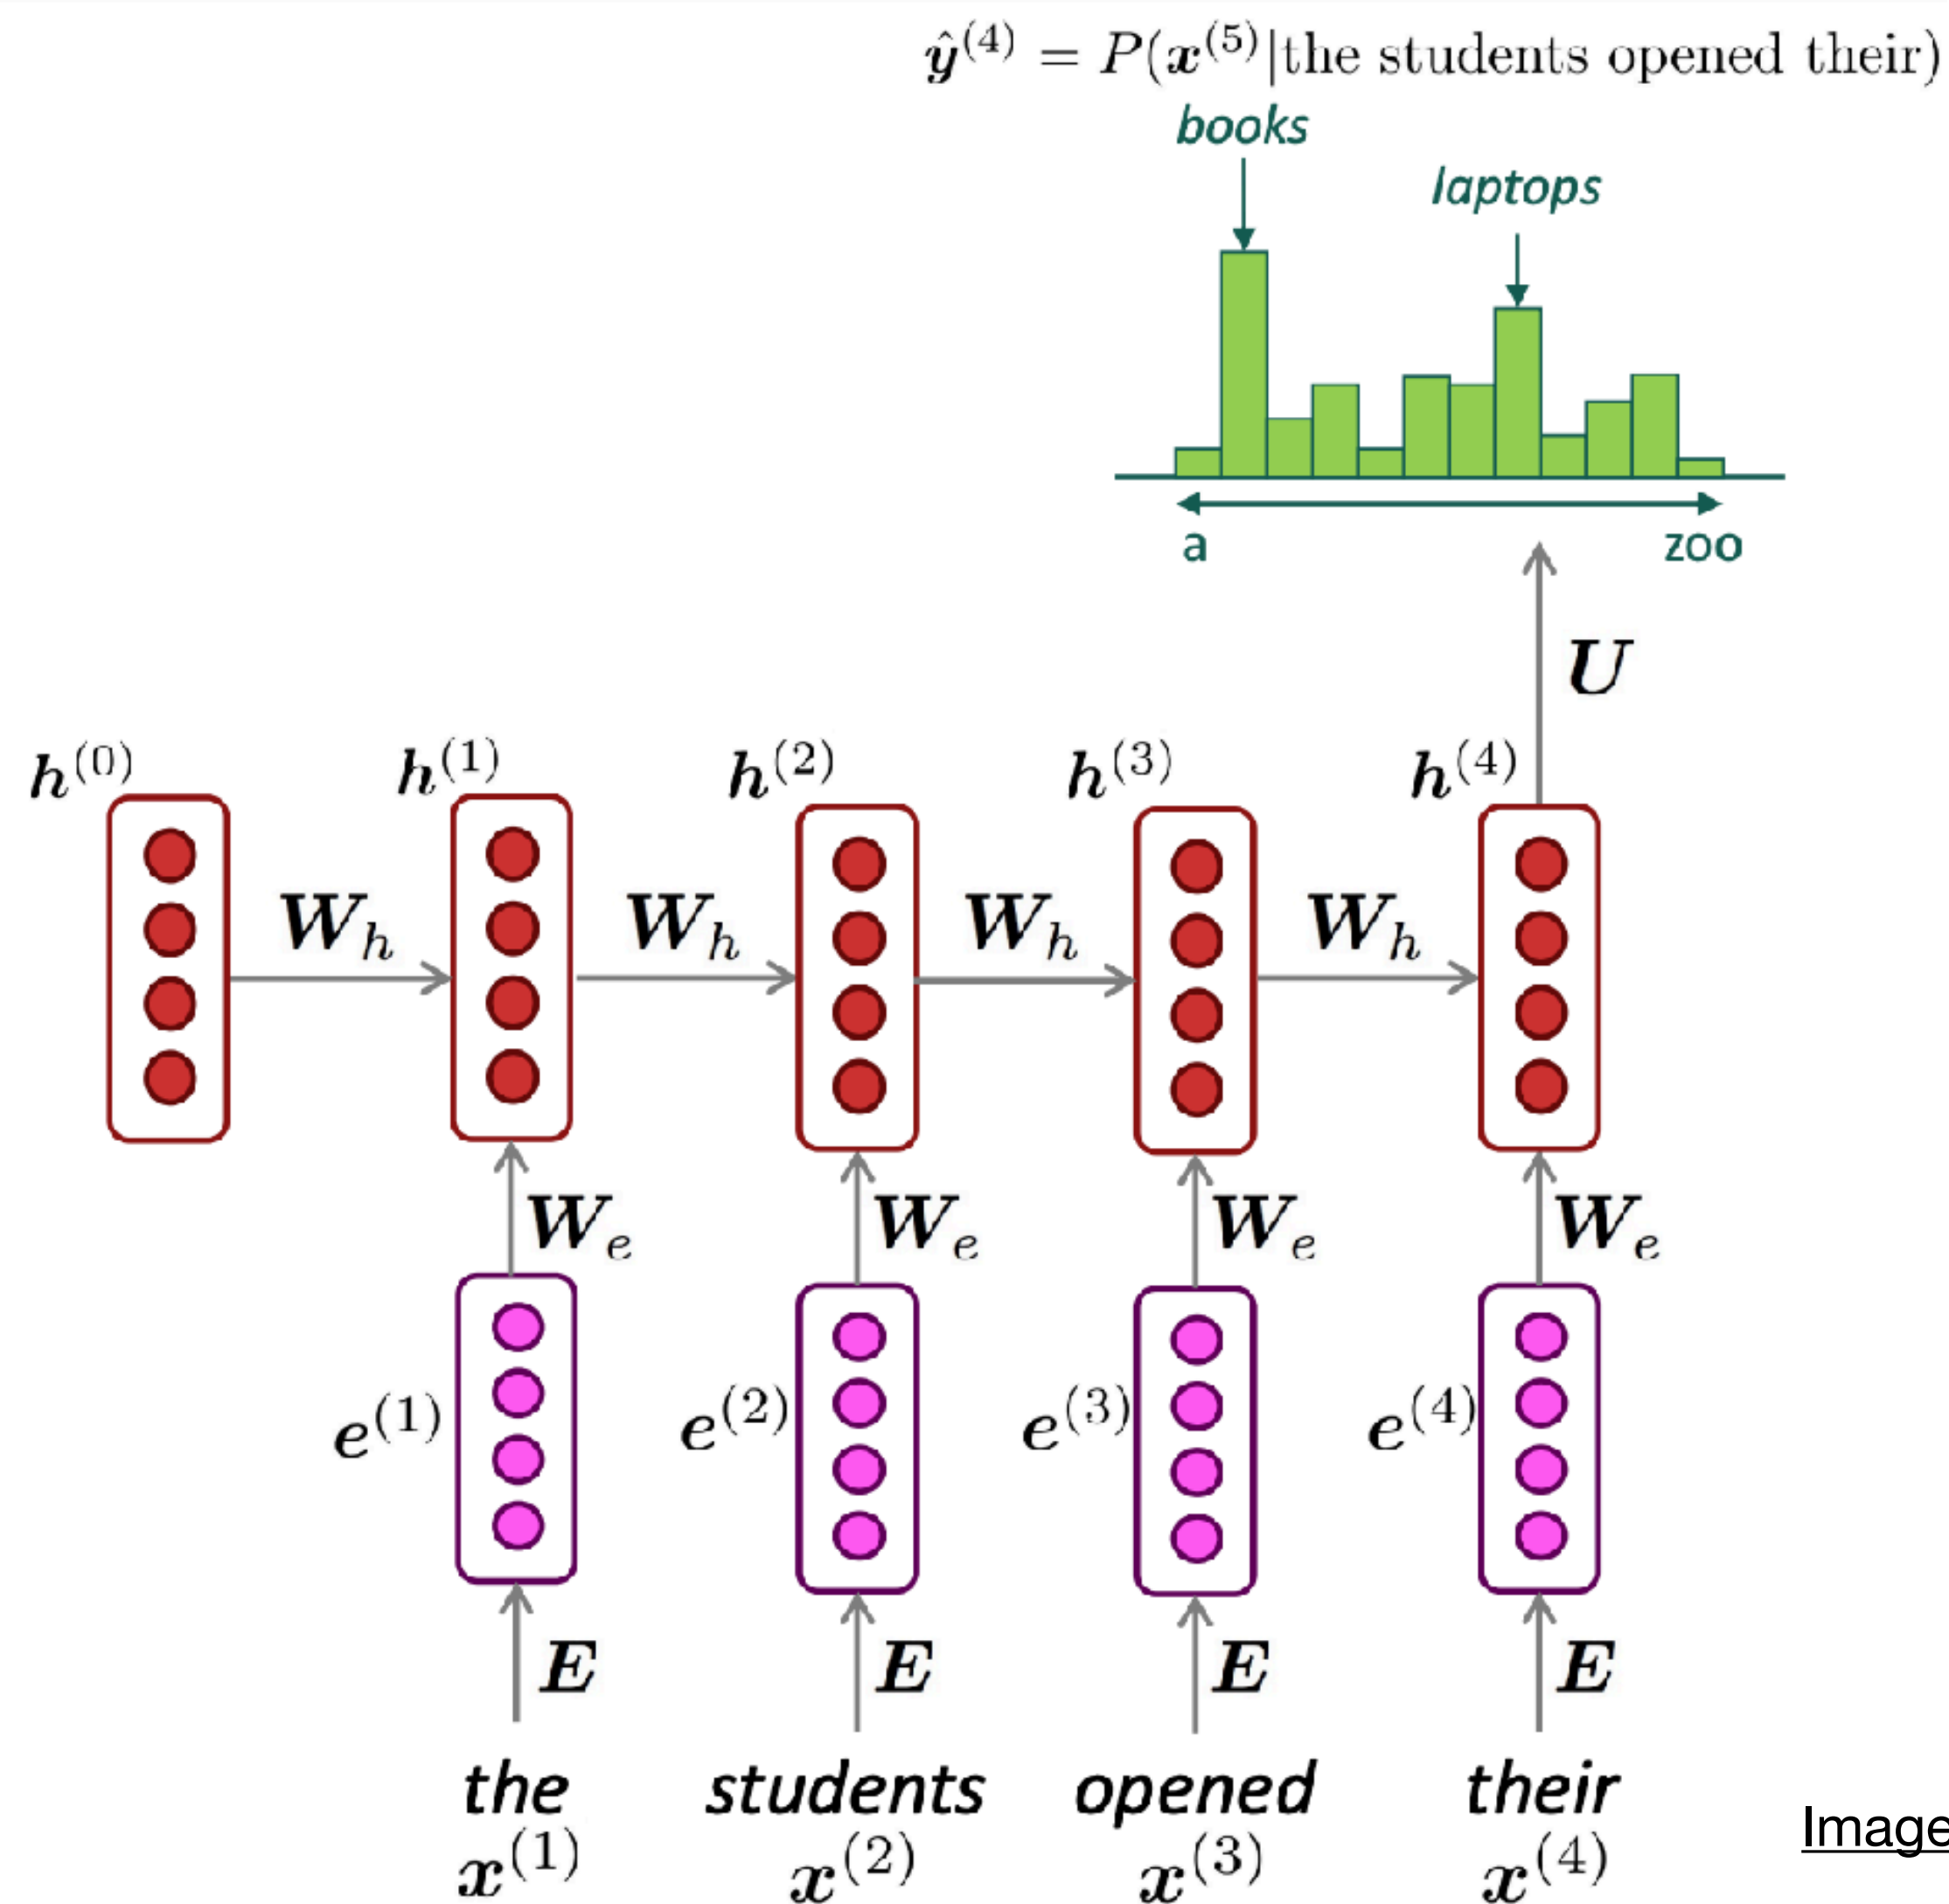 ŷ⁽⁴⁾ = P(x⁽⁵⁾|the students opened their)
books
laptops
a zoo
U
h⁽⁰⁾ h⁽¹⁾ h⁽²⁾ h⁽³⁾ h⁽⁴⁾
W_h W_h W_h W_h
W_e W_e W_e W_e
e⁽¹⁾ e⁽²⁾ e⁽³⁾ e⁽⁴⁾
E E E E
the students opened their
x⁽¹⁾ x⁽²⁾ x⁽³⁾ x⁽⁴⁾
Image